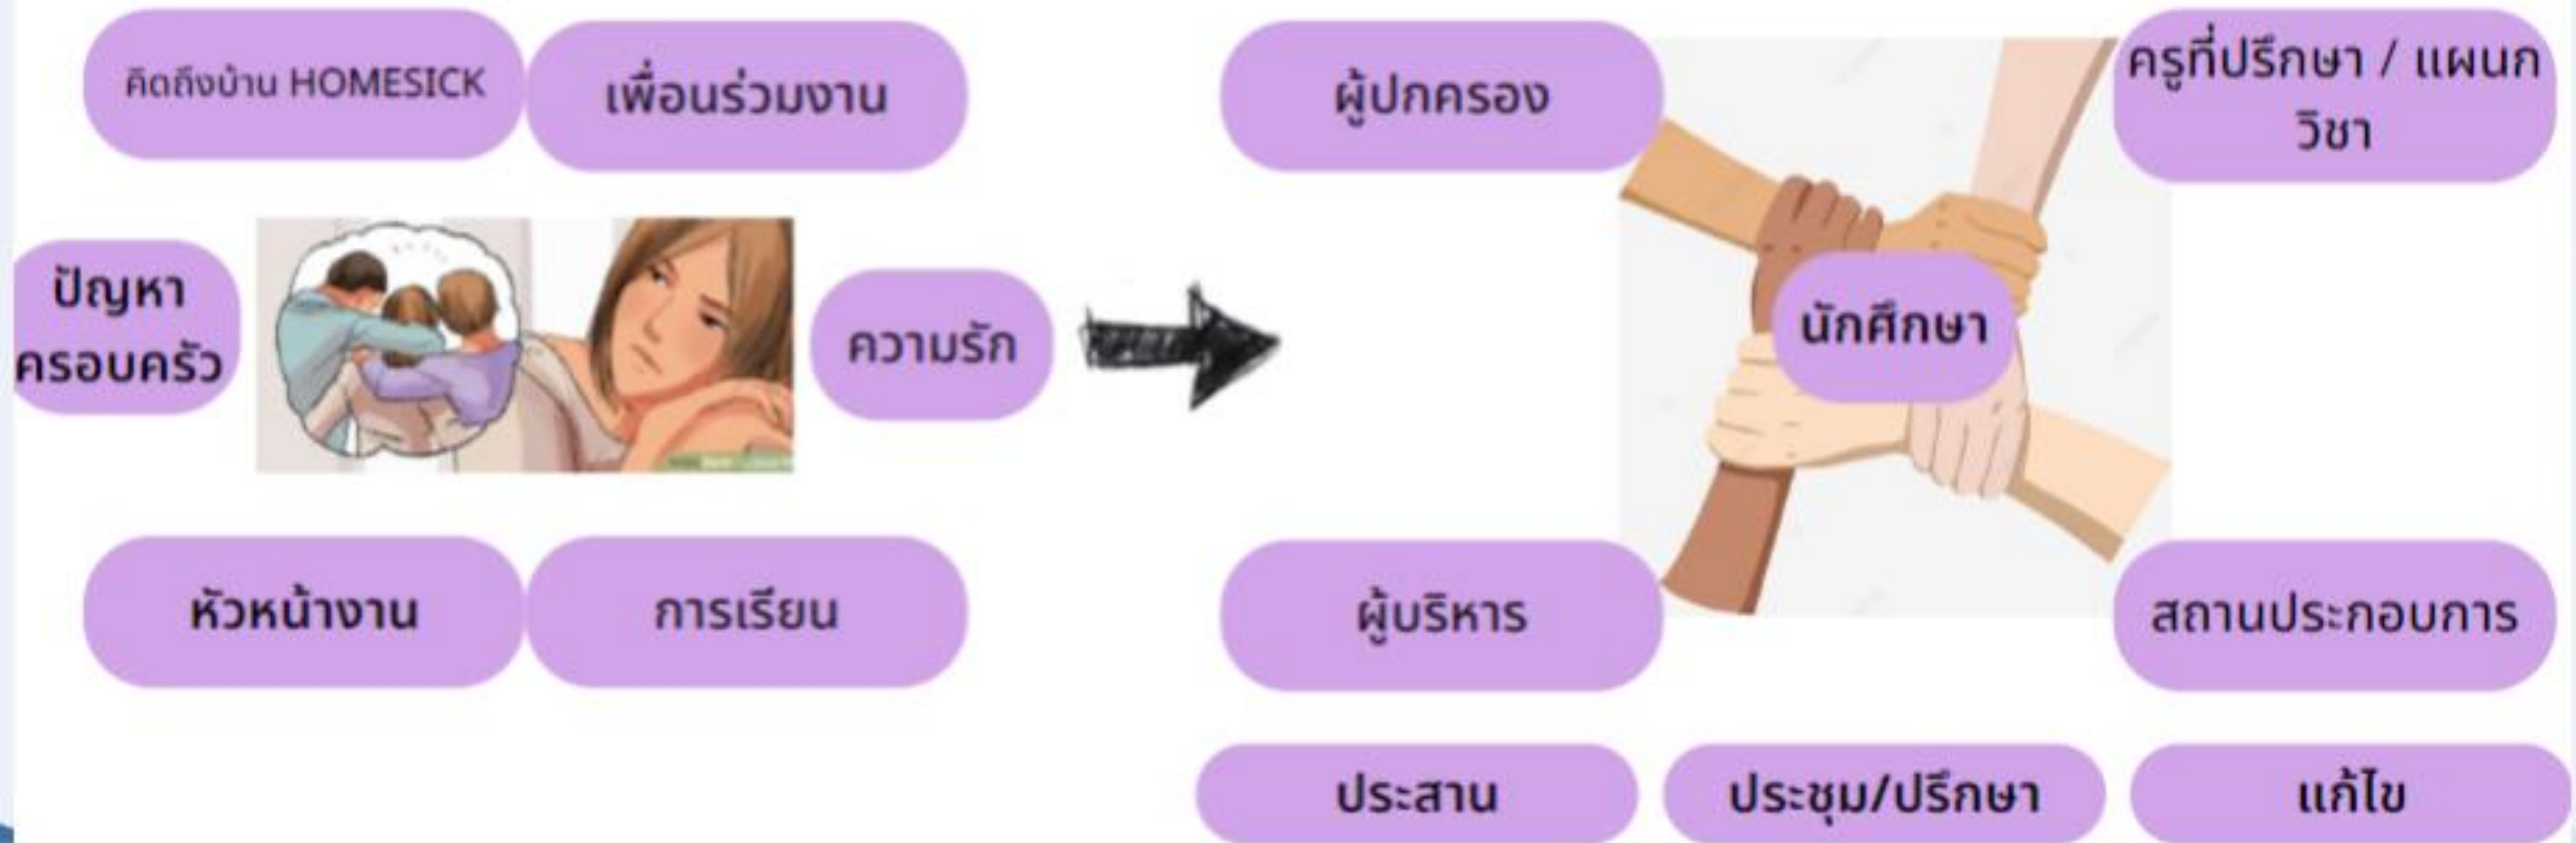 คิดถึงบ้าน HOMESICK
เพื่อนร่วมงาน
ปัญหา
ครอบครัว
ความรัก
หัวหน้างาน
การเรียน
ผู้ปกครอง
ครูที่ปรึกษา / แผนก
วิชา
นักศึกษา
ผู้บริหาร
สถานประกอบการ
ประสาน
ประชุม/ปรึกษา
แก้ไข